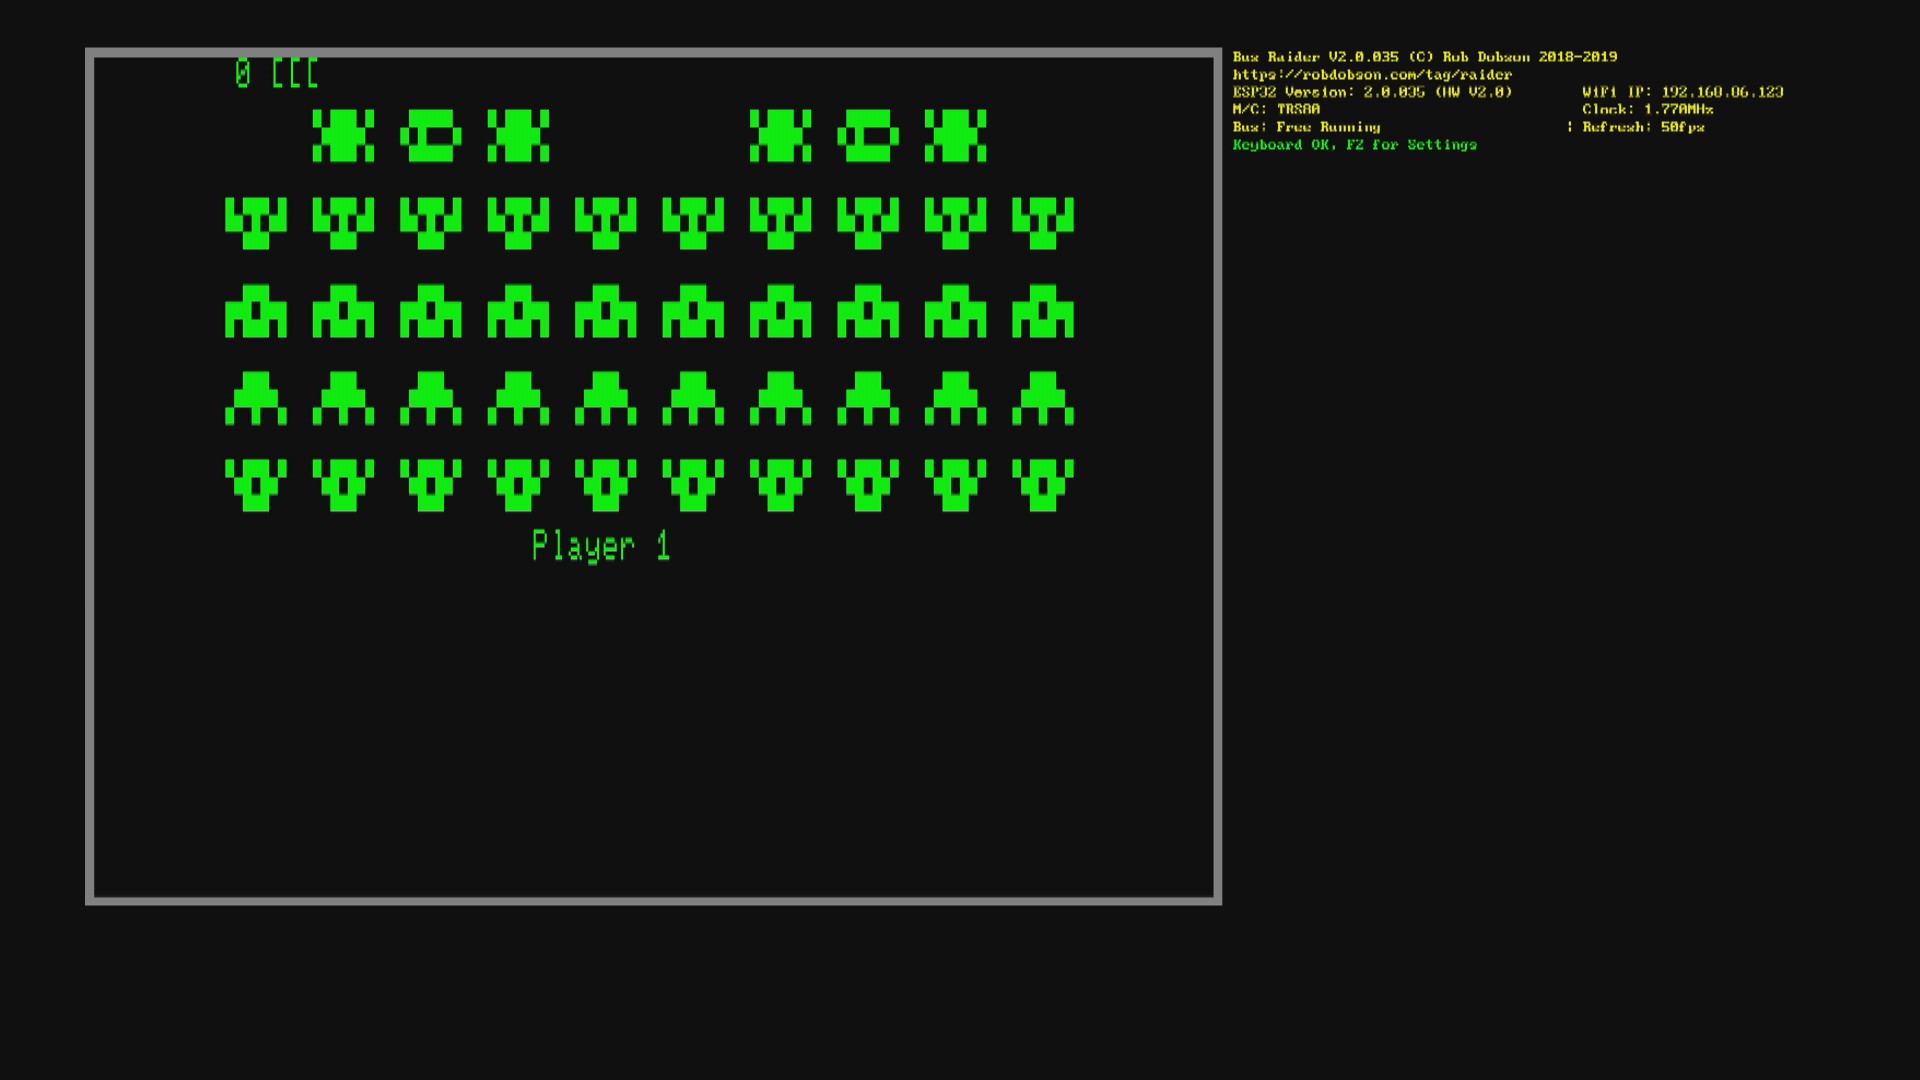 0 [[[
Player 1
Bus Raider V2.0.035 (C) Rob Dobson 2018-2019
https://robdobson.com/tag/raider
ESP32 Version: 2.0.035 (HW V2.0) WiFi IP: 192.168.86.123
M/C: TRS80 Clock: 1.770MHz
Bus: Free Running | Refresh: 50fps
Keyboard OK, F2 for Settings